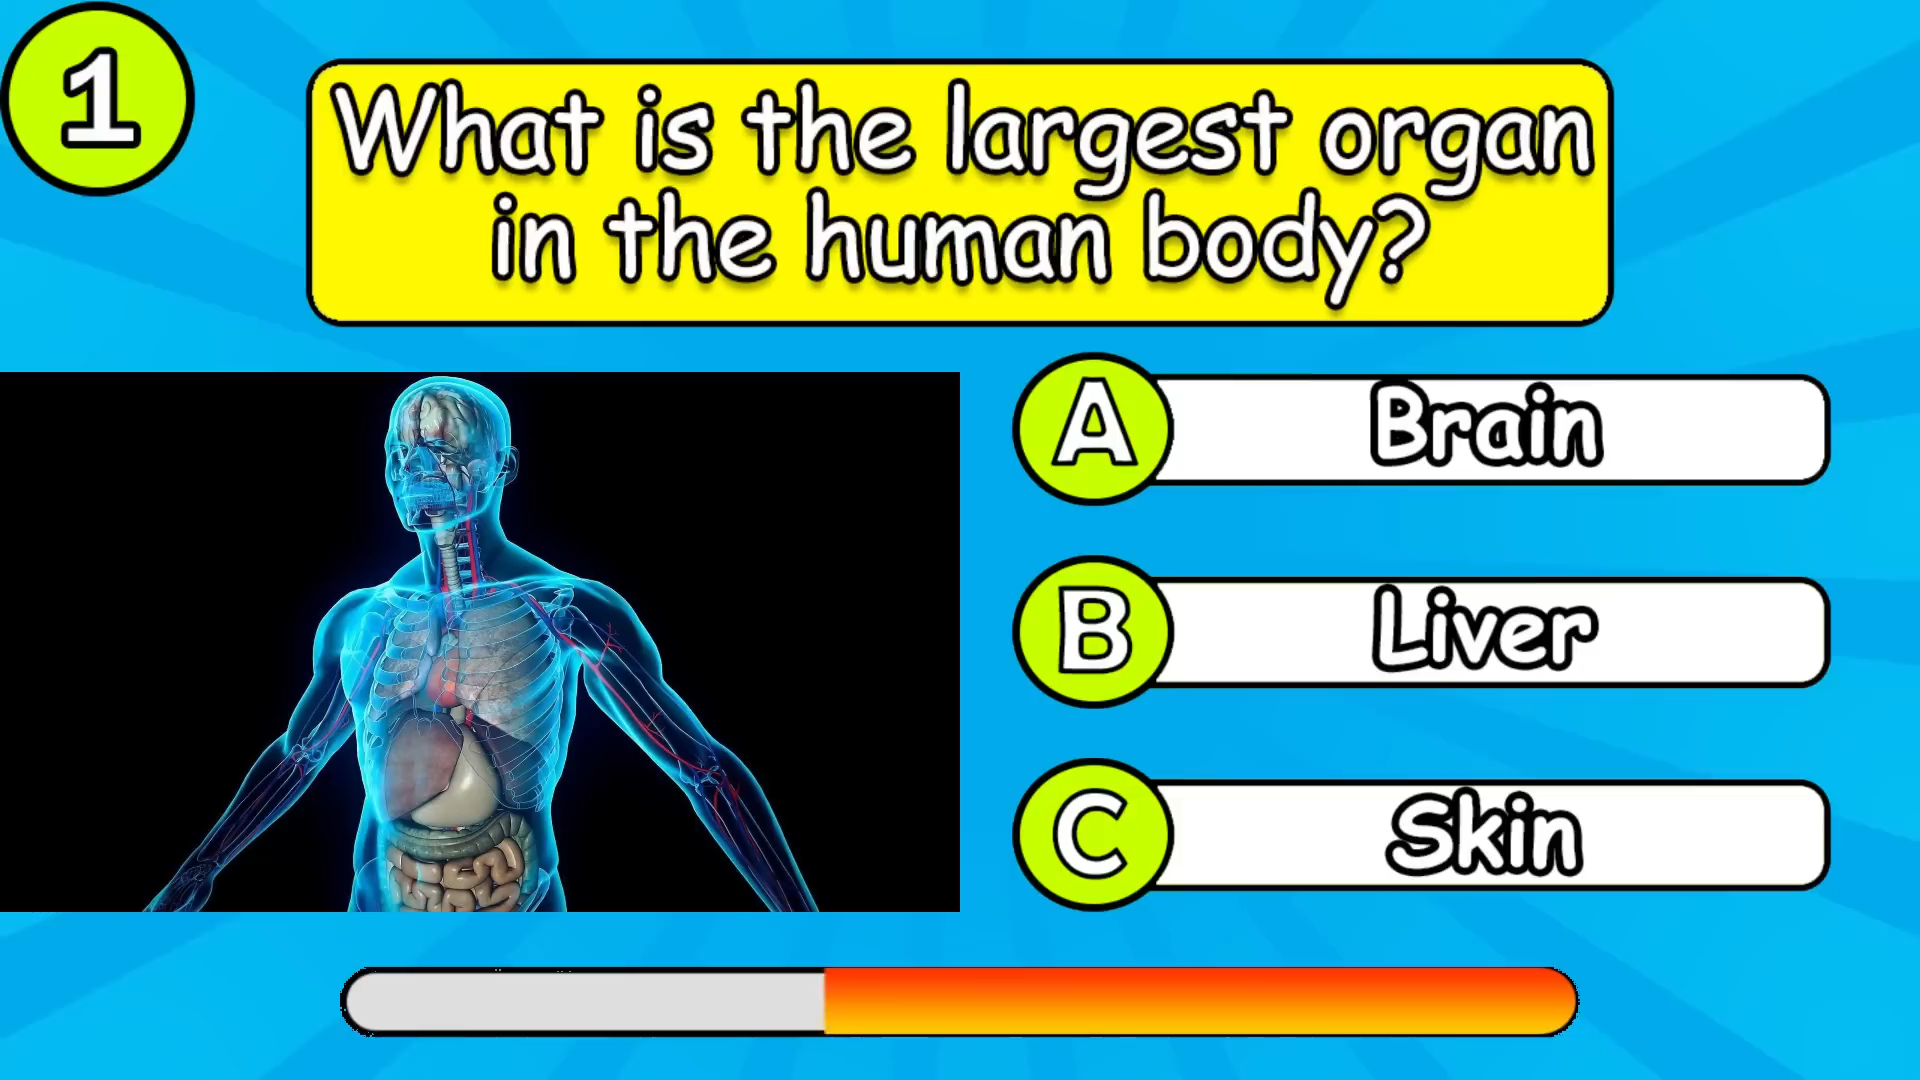 1
What is the largest organ
in the human body?
A Brain
B Liver
C Skin